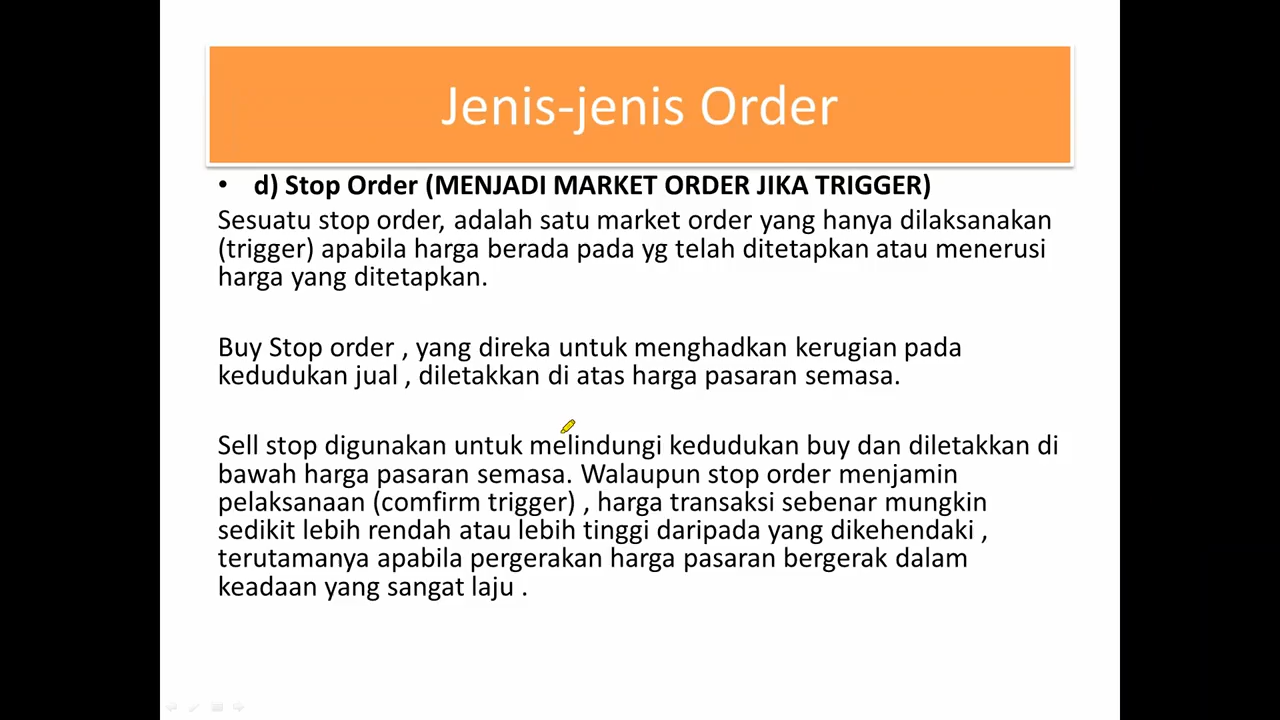 Jenis-jenis Order
• d) Stop Order (MENJADI MARKET ORDER JIKA TRIGGER)
Sesuatu stop order, adalah satu market order yang hanya dilaksanakan
(trigger) apabila harga berada pada yg telah ditetapkan atau menerusi
harga yang ditetapkan.
Buy Stop order , yang direka untuk menghadkan kerugian pada
kedudukan jual , diletakkan di atas harga pasaran semasa.
Sell stop digunakan untuk melindungi kedudukan buy dan diletakkan di
bawah harga pasaran semasa. Walaupun stop order menjamin
pelaksanaan (comfirm trigger) , harga transaksi sebenar mungkin
sedikit lebih rendah atau lebih tinggi daripada yang dikehendaki ,
terutamanya apabila pergerakan harga pasaran bergerak dalam
keadaan yang sangat laju .